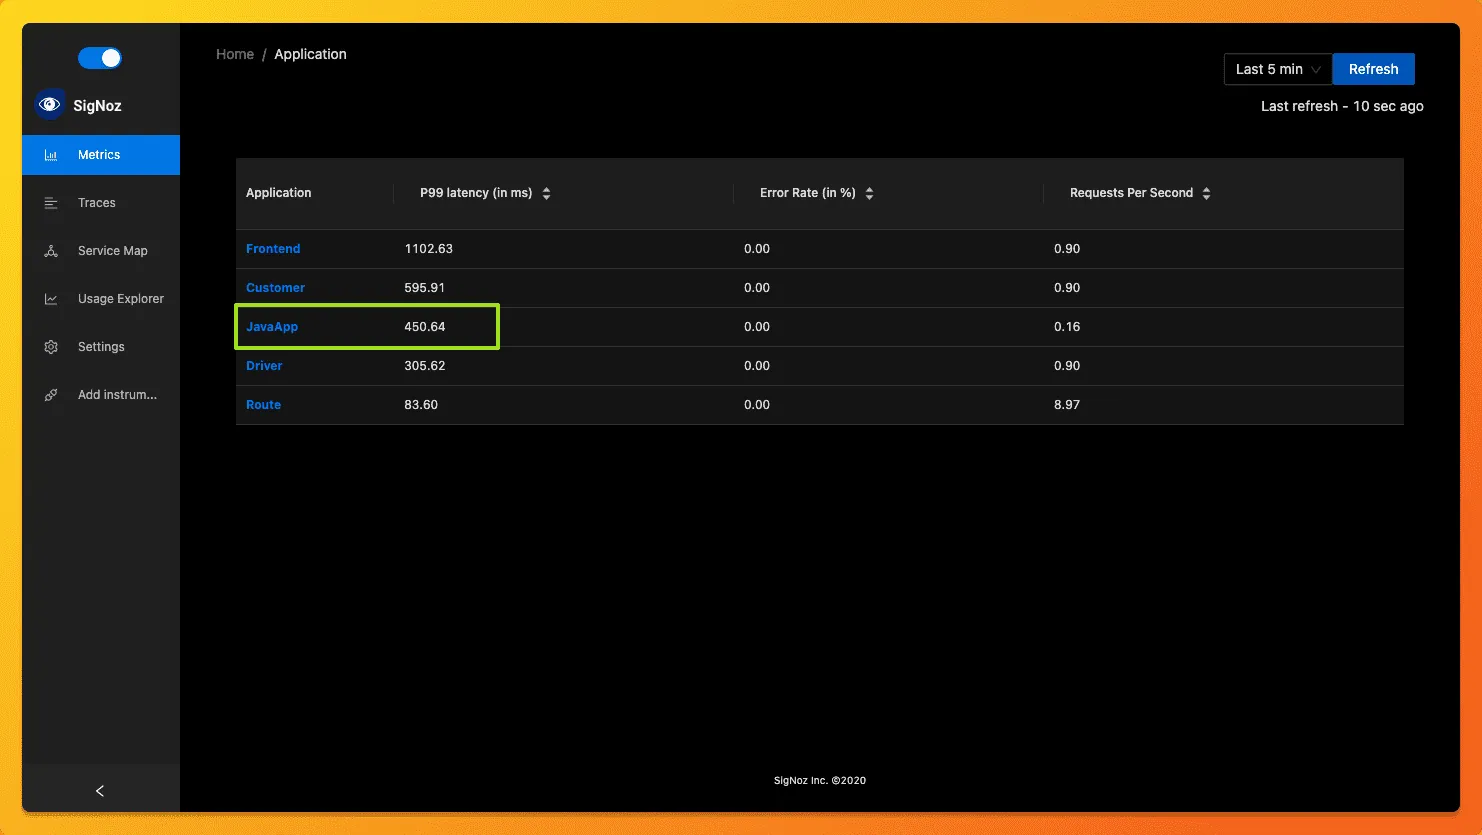 Home / Application
Last 5 min
Refresh
Last refresh - 10 sec ago
SigNoz
Metrics
Traces
Service Map
Usage Explorer
Settings
Add instrum...
Application P99 latency (in ms) Error Rate (in %) Requests Per Second
Frontend 1102.63 0.00 0.90
Customer 595.91 0.00 0.90
JavaApp 450.64 0.00 0.16
Driver 305.62 0.00 0.90
Route 83.60 0.00 8.97
SigNoz Inc. ©2020